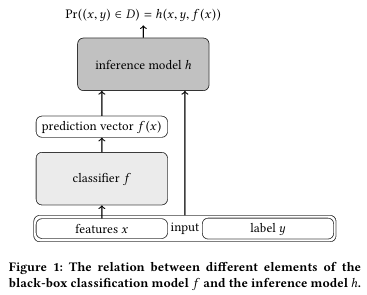 Pr((x, y) ∈ D) = h(x, y, f(x))
inference model h
prediction vector f(x)
classifier f
features x
input
label y
Figure 1: The relation between different elements of the
black-box classification model f and the inference model h.